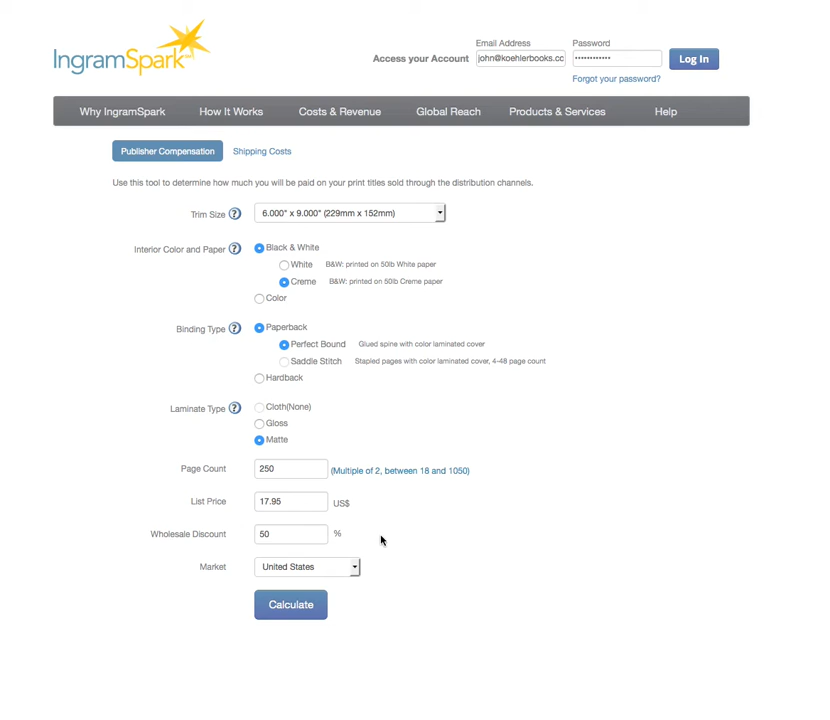 IngramSpark
Access your Account
Email Address
john@koehlerbooks.cc
Password
••••••••••••
Log In
Forgot your password?
Why IngramSpark How It Works Costs & Revenue Global Reach Products & Services Help
Publisher Compensation Shipping Costs
Use this tool to determine how much you will be paid on your print titles sold through the distribution channels.
Trim Size ? 6.000" x 9.000" (229mm x 152mm)
Interior Color and Paper ? Black & White
White B&W: printed on 50lb White paper
Creme B&W: printed on 50lb Creme paper
Color
Binding Type ? Paperback
Perfect Bound Glued spine with color laminated cover
Saddle Stitch Stapled pages with color laminated cover, 4-48 page count
Hardback
Laminate Type ? Cloth(None)
Gloss
Matte
Page Count 250 (Multiple of 2, between 18 and 1050)
List Price 17.95 US$
Wholesale Discount 50 %
Market United States
Calculate